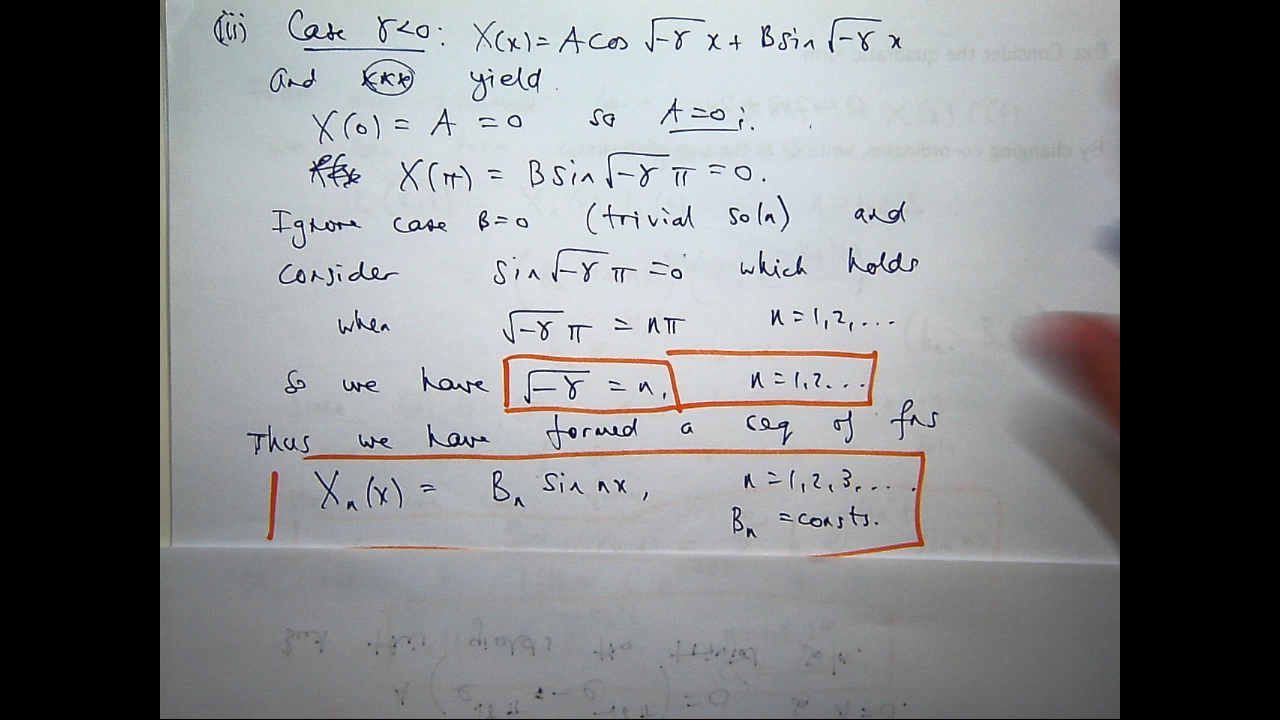 (iii) Case γ<0: X(x) = A cos √-γ x + B sin √-γ x
and *** yield.
X(0) = A = 0 so A = 0;.
X(π) = B sin √-γ π = 0.
Ignore case B=0 (trivial soln) and
consider sin √-γ π = 0 which holds
when √-γ π = nπ n = 1,2,...
So we have √-γ = n, n = 1,2...
Thus we have formed a seq of fns
Xn(x) = Bn sin nx, n = 1,2,3,....
Bn = consts.